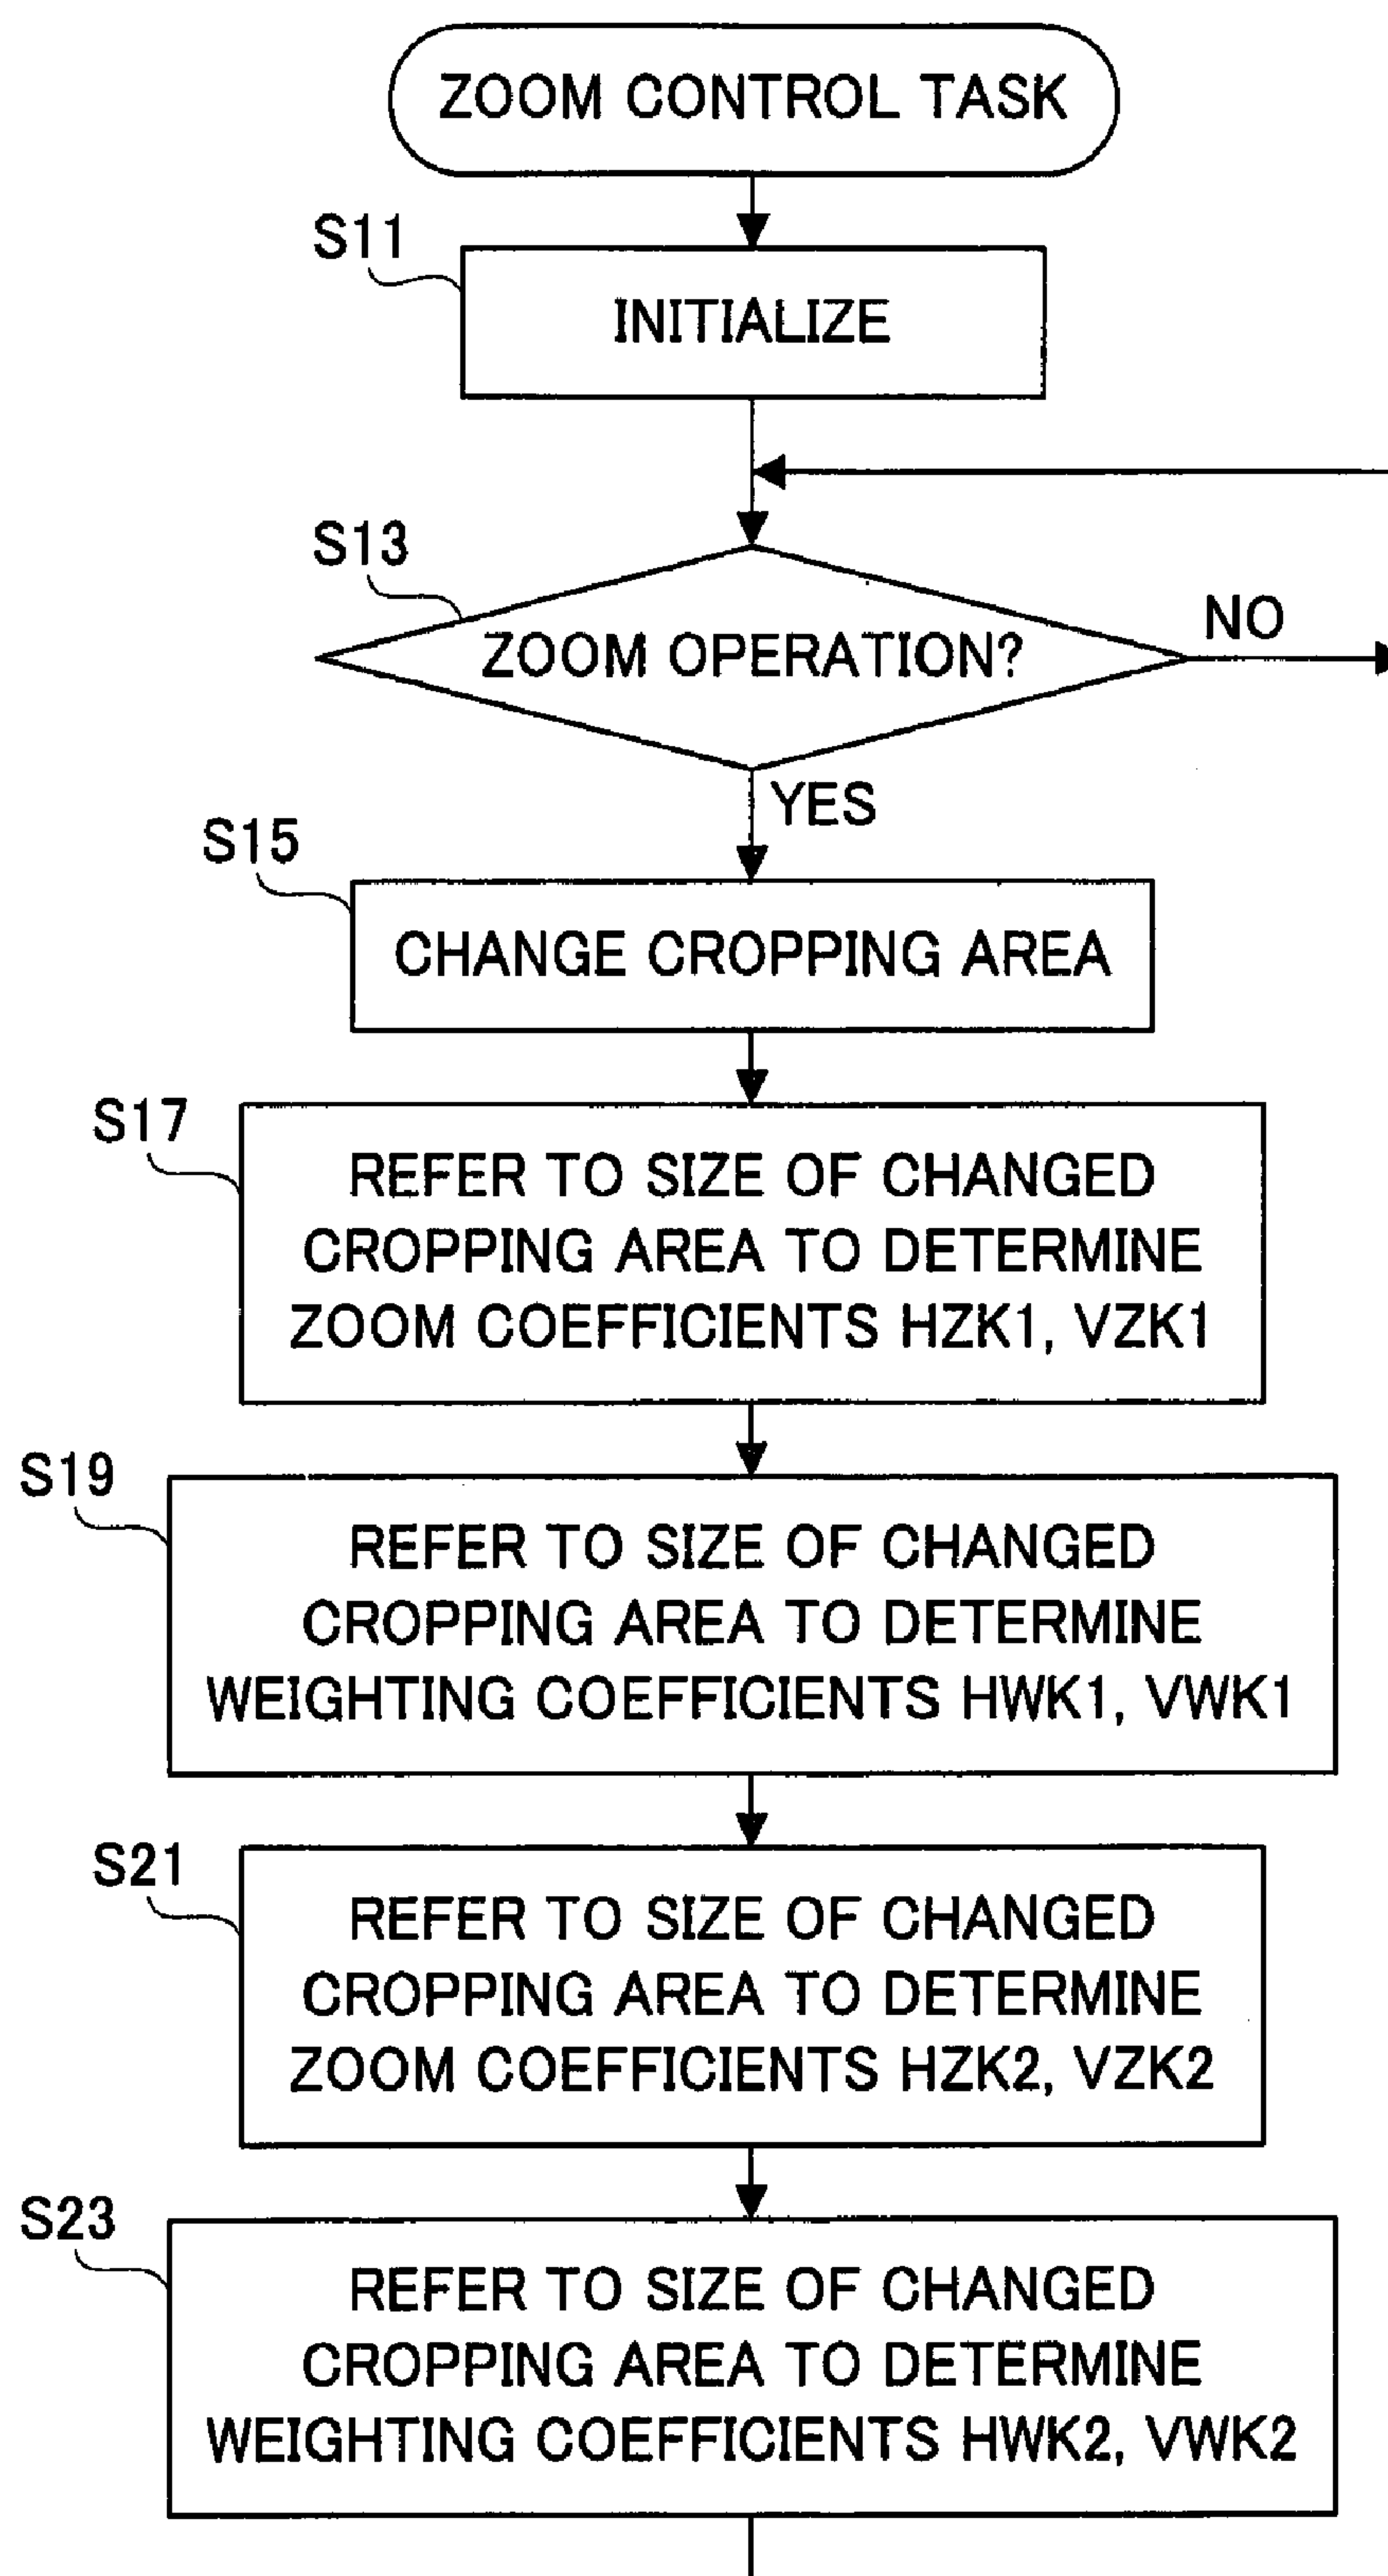 ZOOM CONTROL TASK
S11
INITIALIZE
S13
ZOOM OPERATION?
NO
YES
S15
CHANGE CROPPING AREA
S17
REFER TO SIZE OF CHANGED
CROPPING AREA TO DETERMINE
ZOOM COEFFICIENTS HZK1, VZK1
S19
REFER TO SIZE OF CHANGED
CROPPING AREA TO DETERMINE
WEIGHTING COEFFICIENTS HWK1, VWK1
S21
REFER TO SIZE OF CHANGED
CROPPING AREA TO DETERMINE
ZOOM COEFFICIENTS HZK2, VZK2
S23
REFER TO SIZE OF CHANGED
CROPPING AREA TO DETERMINE
WEIGHTING COEFFICIENTS HWK2, VWK2